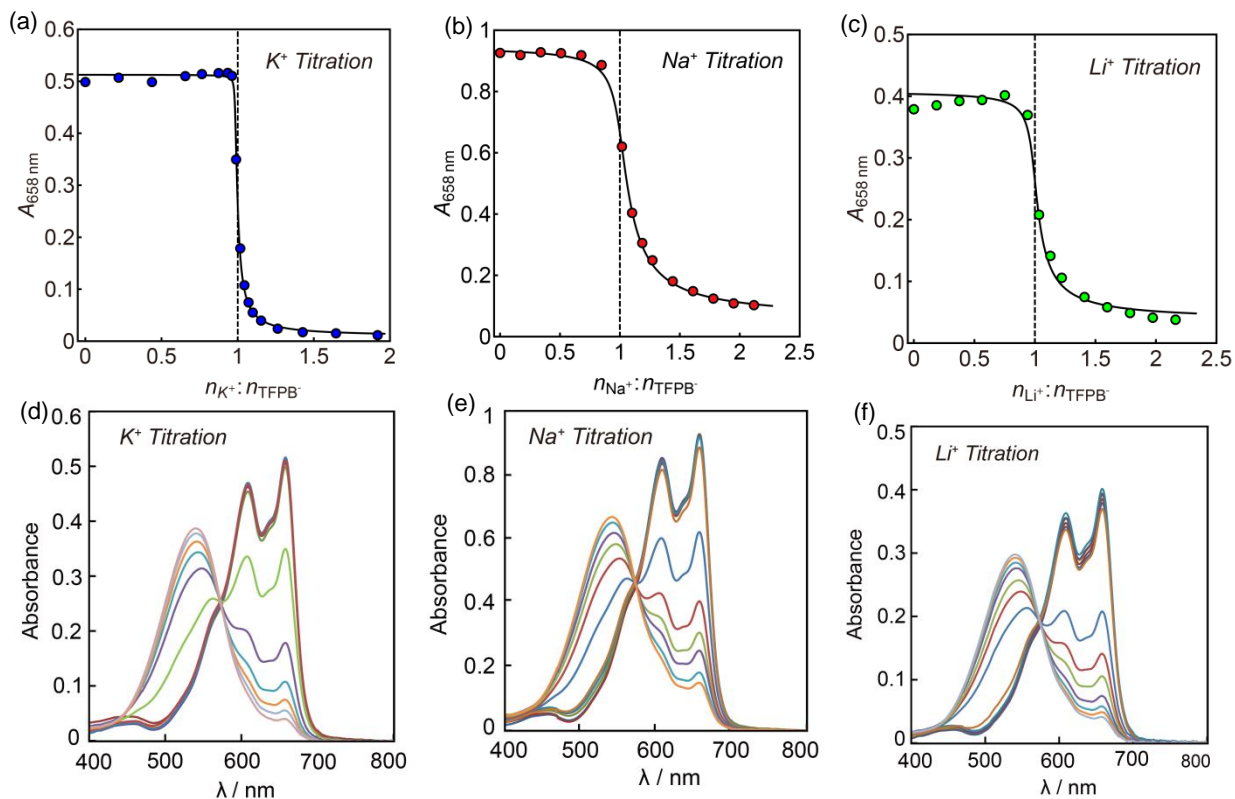 (a)
K⁺ Titration
0.6
0.5
0.4
0.3
0.2
0.1
0
A658 nm
0
0.5
1
1.5
2
nK⁺:nTFPB⁻
(b)
Na⁺ Titration
1
0.8
0.6
0.4
0.2
0
A658 nm
0
0.5
1
1.5
2
2.5
nNa⁺:nTFPB⁻
(c)
Li⁺ Titration
0.5
0.4
0.3
0.2
0.1
0
A658 nm
0
0.5
1
1.5
2
2.5
nLi⁺:nTFPB⁻
(d)
K⁺ Titration
0.6
0.5
0.4
0.3
0.2
0.1
0
Absorbance
400
500
600
700
800
λ / nm
(e)
Na⁺ Titration
1
0.8
0.6
0.4
0.2
0
Absorbance
400
500
600
700
800
λ / nm
(f)
Li⁺ Titration
0.5
0.4
0.3
0.2
0.1
0
Absorbance
400
500
600
700
800
λ / nm